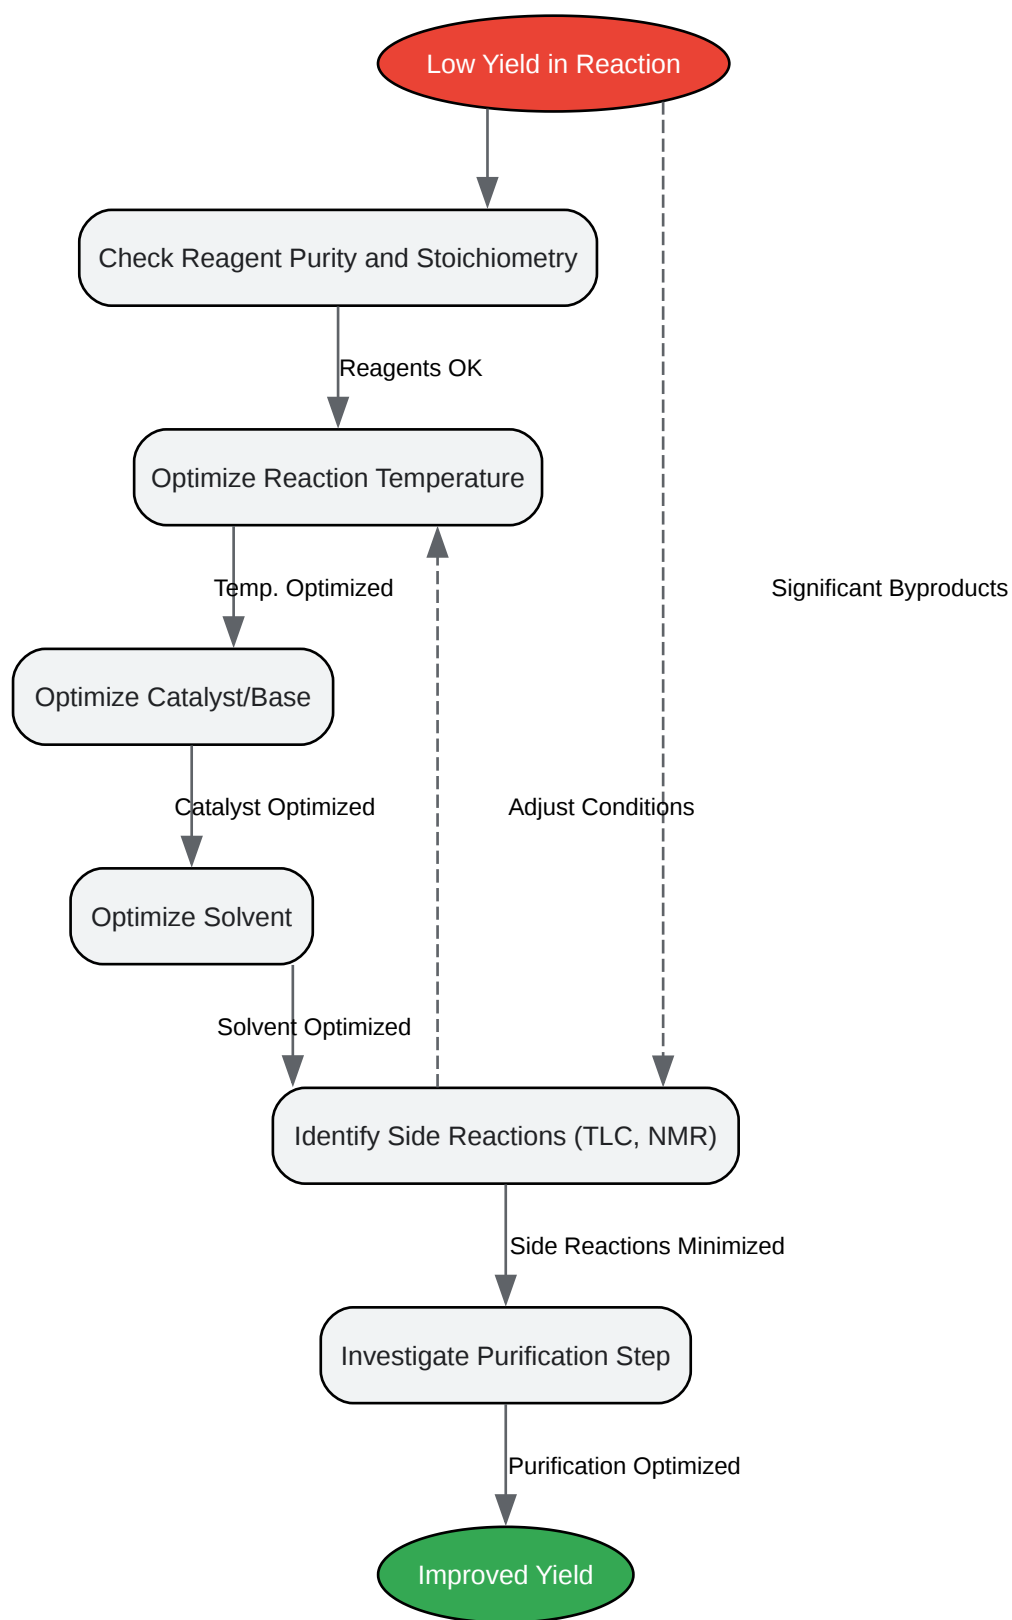 Low Yield in Reaction
Check Reagent Purity and Stoichiometry
Reagents OK
Optimize Reaction Temperature
Temp. Optimized
Significant Byproducts
Optimize Catalyst/Base
Catalyst Optimized
Adjust Conditions
Optimize Solvent
Solvent Optimized
Identify Side Reactions (TLC, NMR)
Side Reactions Minimized
Investigate Purification Step
Purification Optimized
Improved Yield